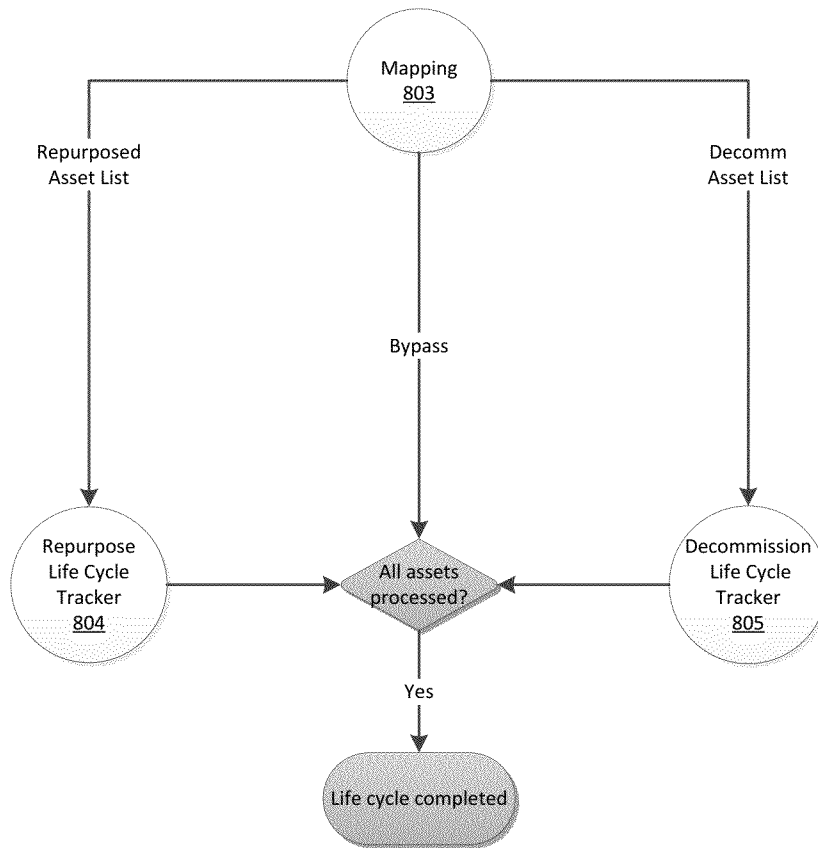 Mapping
803
Repurposed
Asset List
Decomm
Asset List
Bypass
Repurpose
Life Cycle
Tracker
804
All assets
processed?
Decommission
Life Cycle
Tracker
805
Yes
Life cycle completed